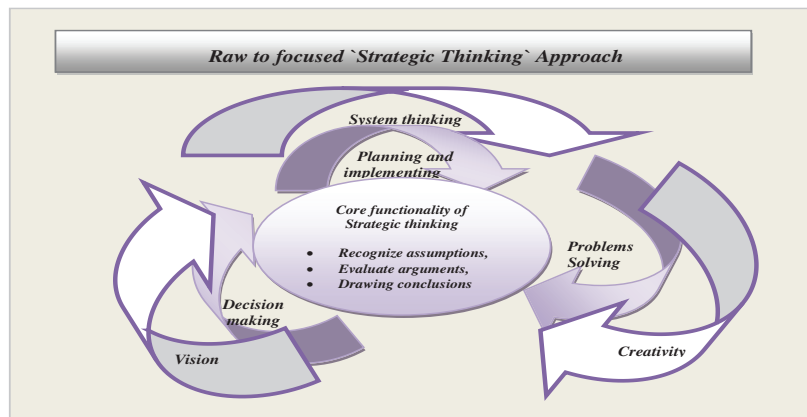 Raw to focused `Strategic Thinking` Approach
System thinking
Planning and
implementing
Core functionality of
Strategic thinking
• Recognize assumptions,
• Evaluate arguments,
• Drawing conclusions
Problems
Solving
Decision
making
Vision
Creativity